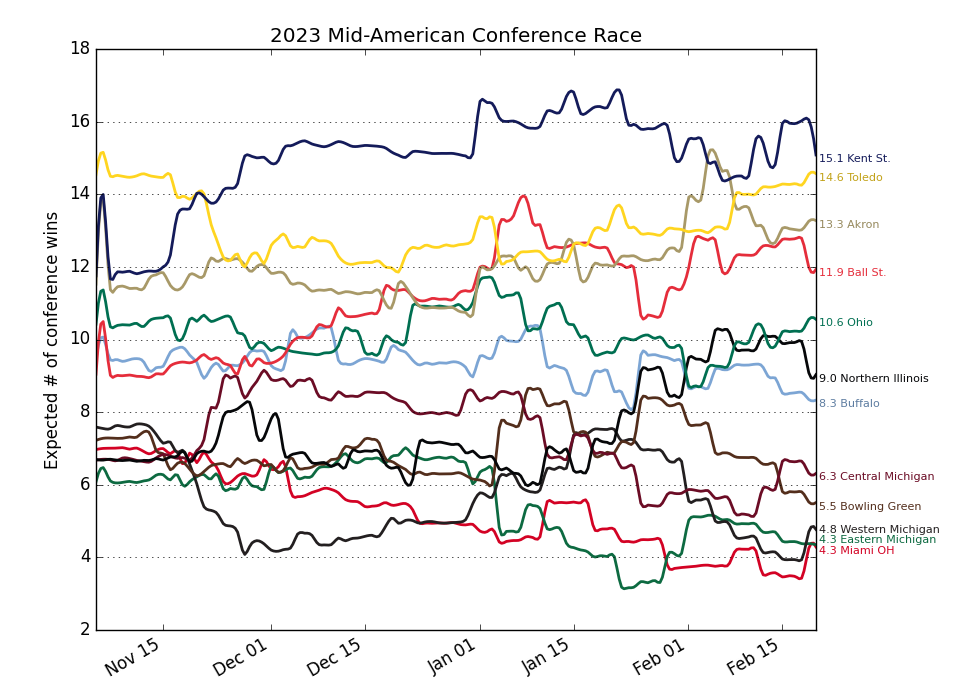 2023 Mid-American Conference Race
Expected # of conference wins
18
16
14
12
10
8
6
4
2
Nov 15
Dec 01
Dec 15
Jan 01
Jan 15
Feb 01
Feb 15
15.1 Kent St.
14.6 Toledo
13.3 Akron
11.9 Ball St.
10.6 Ohio
9.0 Northern Illinois
8.3 Buffalo
6.3 Central Michigan
5.5 Bowling Green
4.8 Western Michigan
4.3 Eastern Michigan
4.3 Miami OH